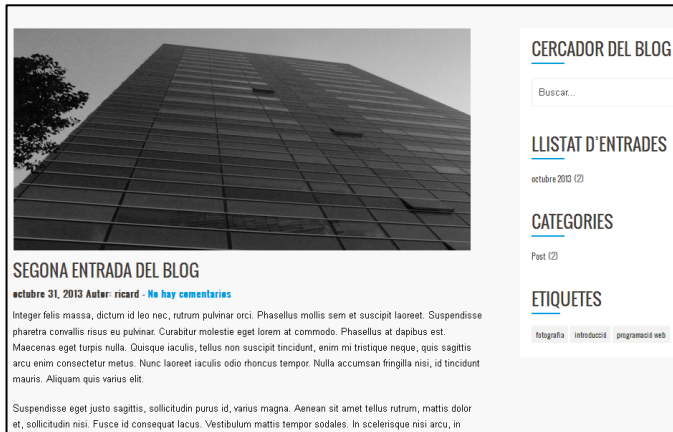 SEGONA ENTRADA DEL BLOG
octubre 31, 2013 Autor: ricard - No hay comentarios
Integer felis massa, dictum id leo nec, rutrum pulvinar orci. Phasellus mollis sem et suscipit laoreet. Suspendisse
pharetra convallis risus eu pulvinar. Curabitur molestie eget lorem at commodo. Phasellus at dapibus est.
Maecenas eget turpis nulla. Quisque iaculis, tellus non suscipit tincidunt, enim mi tristique neque, quis sagittis
arcu enim consectetur metus. Nunc laoreet iaculis odio rhoncus tempor. Nulla accumsan fringilla nisi, id tincidunt
mauris. Aliquam quis varius elit.
Suspendisse eget justo sagittis, sollicitudin purus id, varius magna. Aenean sit amet tellus rutrum, mattis dolor
et, sollicitudin nisi. Fusce id consequat lacus. Vestibulum mattis tempor sodales. In scelerisque nisi arcu, in
CERCADOR DEL BLOG
Buscar...
LLISTAT D'ENTRADES
octubre 2013 (2)
CATEGORIES
Post (2)
ETIQUETES
fotografia introducció programació web